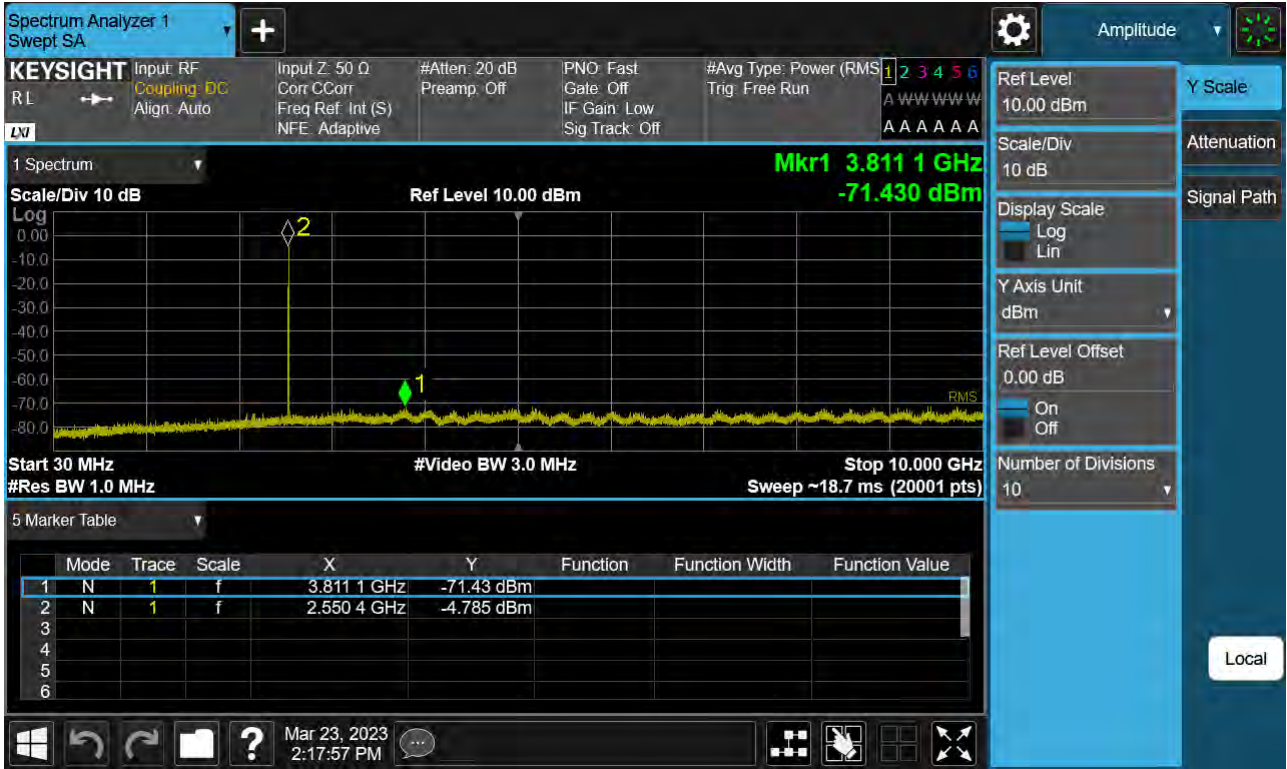 Spectrum Analyzer 1
Swept SA
Amplitude
KEYSIGHT
R L
LXI
Input: RF
Coupling: DC
Align: Auto
Input Z: 50 Ω
Corr CCorr
Freq Ref: Int (S)
NFE: Adaptive
#Atten: 20 dB
Preamp: Off
PNO: Fast
Gate: Off
IF Gain: Low
Sig Track: Off
#Avg Type: Power (RMS
Trig: Free Run
1 2 3 4 5 6
A W W W W W
A A A A A A
1 Spectrum
Mkr1 3.811 1 GHz
-71.430 dBm
Scale/Div 10 dB
Ref Level 10.00 dBm
Log
0.00
-10.0
-20.0
-30.0
-40.0
-50.0
-60.0
-70.0
-80.0
2
1
RMS
Start 30 MHz
#Video BW 3.0 MHz
Stop 10.000 GHz
#Res BW 1.0 MHz
Sweep ~18.7 ms (20001 pts)
5 Marker Table
Mode Trace Scale X Y Function Function Width Function Value
1 N 1 f 3.811 1 GHz -71.43 dBm
2 N 1 f 2.550 4 GHz -4.785 dBm
3
4
5
6
Ref Level
10.00 dBm
Scale/Div
10 dB
Display Scale
Log
Lin
Y Axis Unit
dBm
Ref Level Offset
0.00 dB
On
Off
Number of Divisions
10
Y Scale
Attenuation
Signal Path
Local
?
Mar 23, 2023
2:17:57 PM